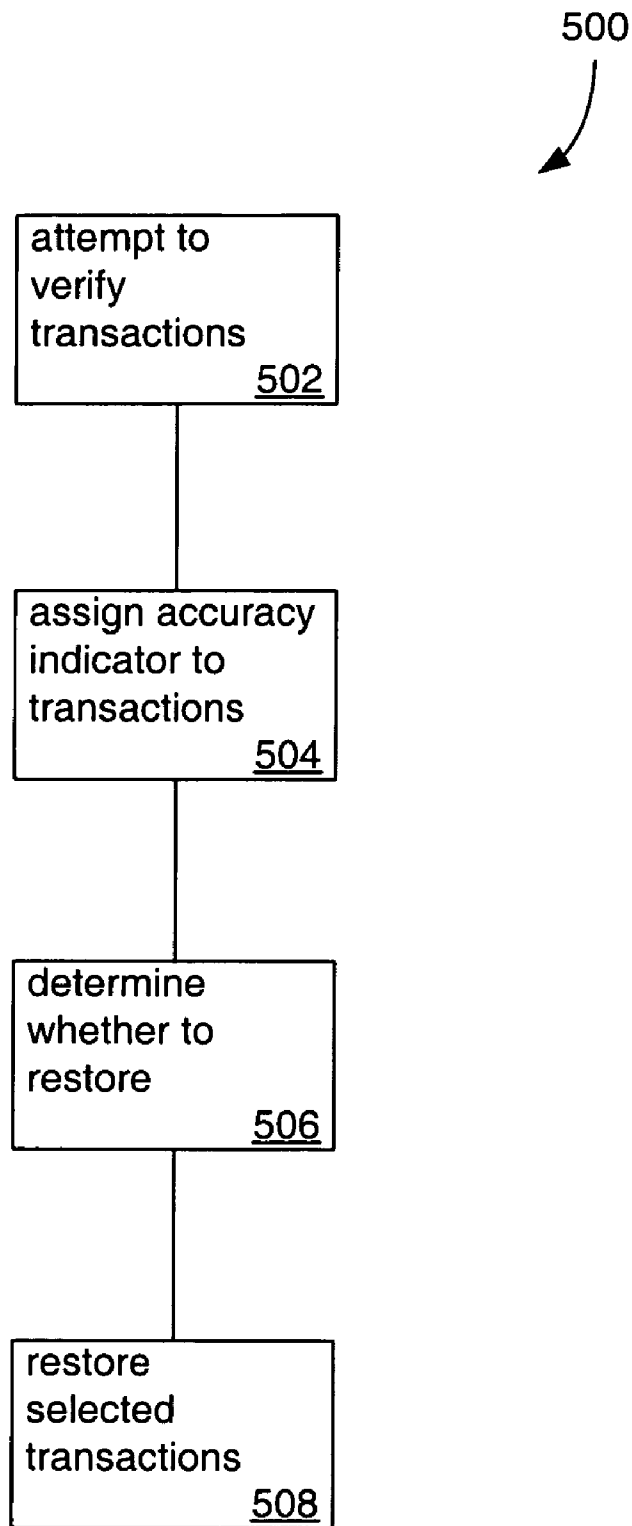 500
attempt to
verify
transactions
502
assign accuracy
indicator to
transactions
504
determine
whether to
restore
506
restore
selected
transactions
508